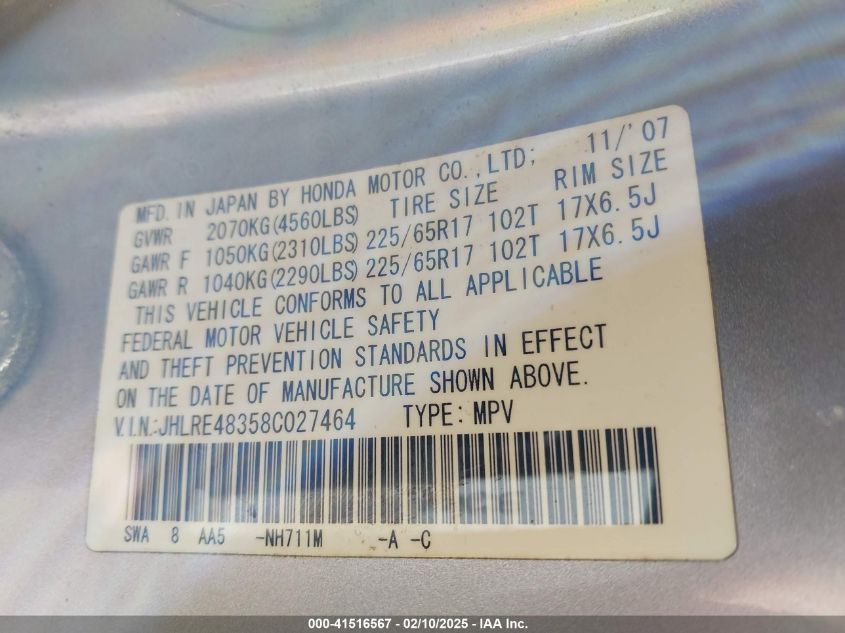 MFD. IN JAPAN BY HONDA MOTOR CO.,LTD; 11/'07
GVWR 2070KG(4560LBS) TIRE SIZE RIM SIZE
GAWR F 1050KG(2310LBS) 225/65R17 102T 17X6.5J
GAWR R 1040KG(2290LBS) 225/65R17 102T 17X6.5J
THIS VEHICLE CONFORMS TO ALL APPLICABLE
FEDERAL MOTOR VEHICLE SAFETY
AND THEFT PREVENTION STANDARDS IN EFFECT
ON THE DATE OF MANUFACTURE SHOWN ABOVE.
V.I.N.:JHLRE48358C027464 TYPE: MPV
SWA 8 AA5 -NH711M -A -C
000-41516567 - 02/10/2025 - IAA Inc.